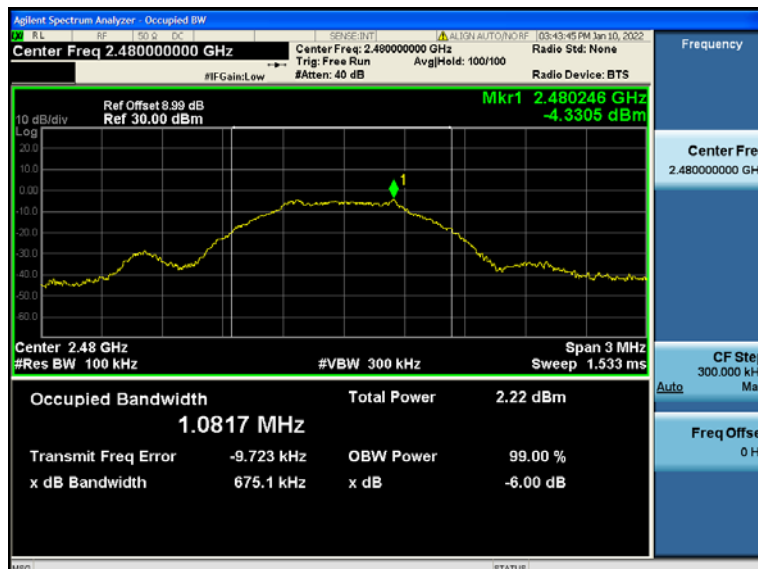 Agilent Spectrum Analyzer - Occupied BW
RL RF 50 Ω DC SENSE:INT ALIGN AUTO/NO RF 03:43:45 PM Jan 10, 2022
Center Freq 2.480000000 GHz
Center Freq: 2.480000000 GHz
Radio Std: None
Trig: Free Run Avg|Hold: 100/100
#IFGain:Low #Atten: 40 dB
Radio Device: BTS
Ref Offset 8.99 dB
10 dB/div Ref 30.00 dBm
Mkr1 2.480246 GHz
-4.3305 dBm
Log
20.0
10.0
0.00
-10.0
-20.0
-30.0
-40.0
-50.0
-60.0
1
Center 2.48 GHz Span 3 MHz
#Res BW 100 kHz #VBW 300 kHz Sweep 1.533 ms
Occupied Bandwidth Total Power 2.22 dBm
1.0817 MHz
Transmit Freq Error -9.723 kHz OBW Power 99.00 %
x dB Bandwidth 675.1 kHz x dB -6.00 dB
MSG STATUS
Frequency
Center Fre
2.480000000 GH
CF Step
300.000 kH
Auto Ma
Freq Offse
0 H